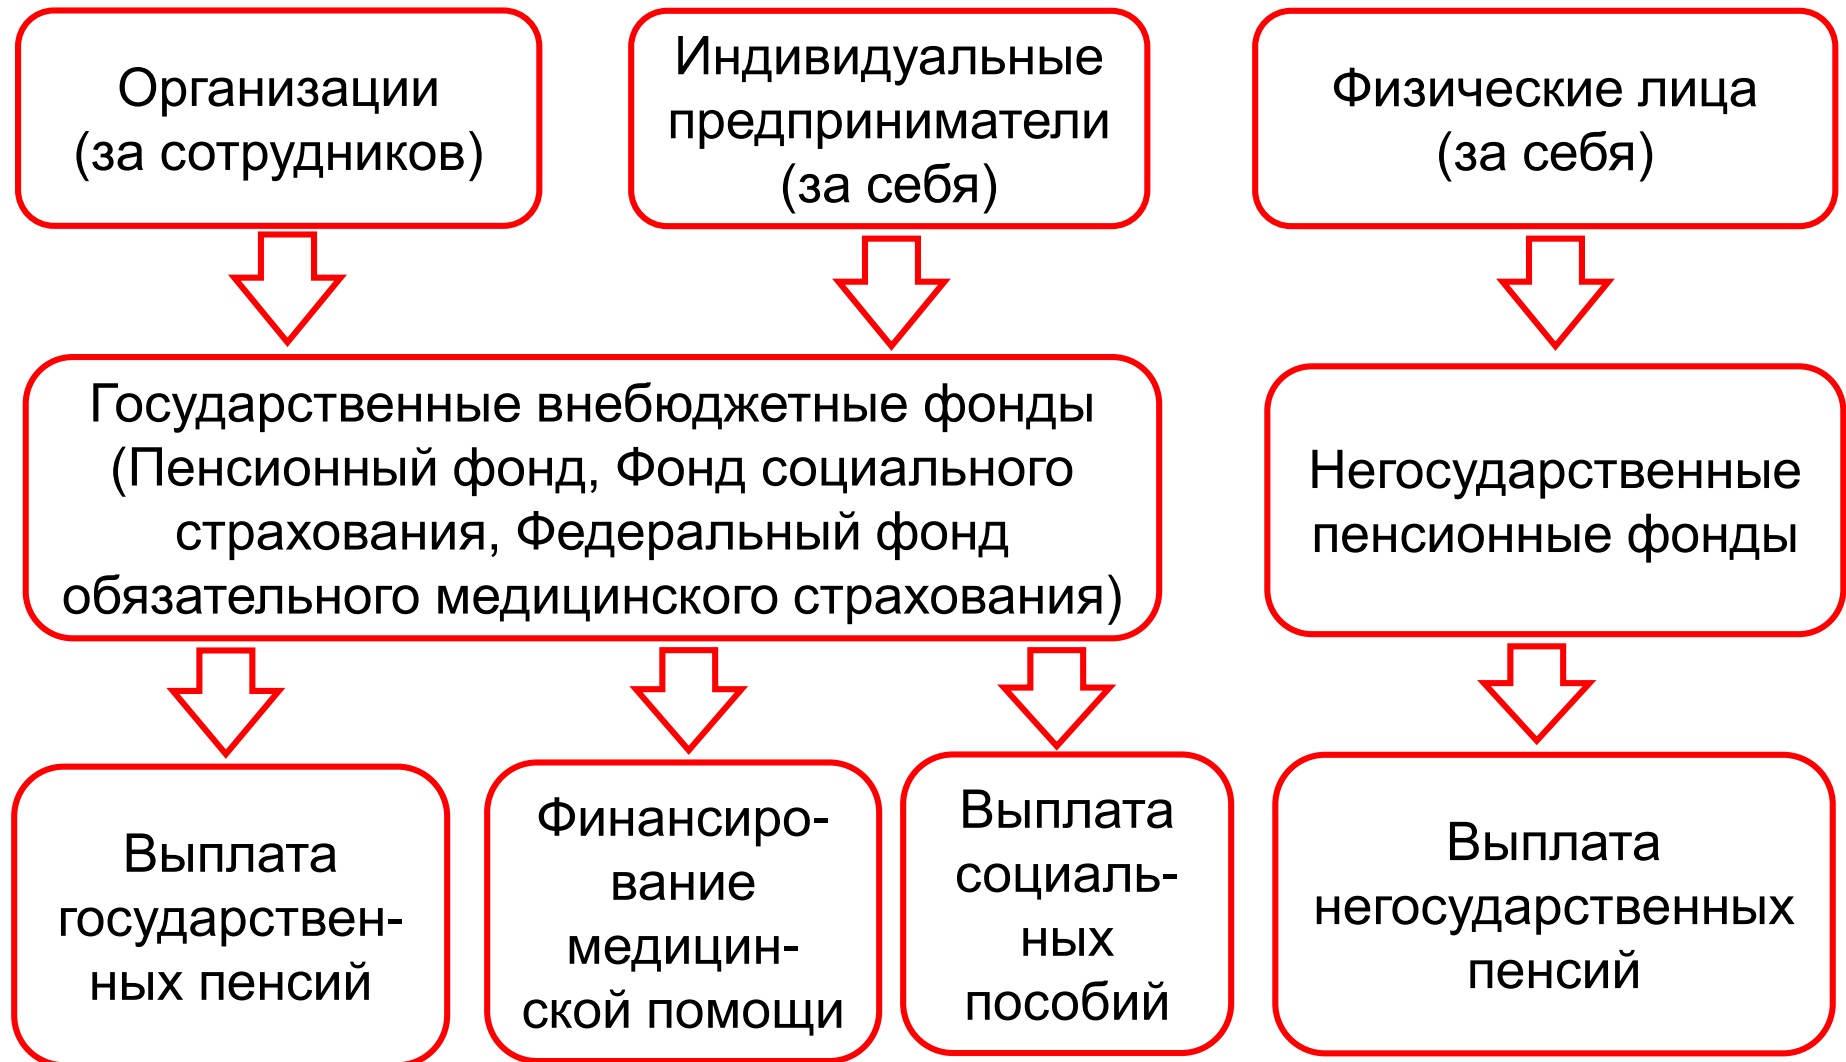 Организации
(за сотрудников)
Индивидуальные
предприниматели
(за себя)
Физические лица
(за себя)
Государственные внебюджетные фонды
(Пенсионный фонд, Фонд социального
страхования, Федеральный фонд
обязательного медицинского страхования)
Негосударственные
пенсионные фонды
Выплата
государствен-
ных пенсий
Финансиро-
вание
медицин-
ской помощи
Выплата
социаль-
ных
пособий
Выплата
негосударственных
пенсий